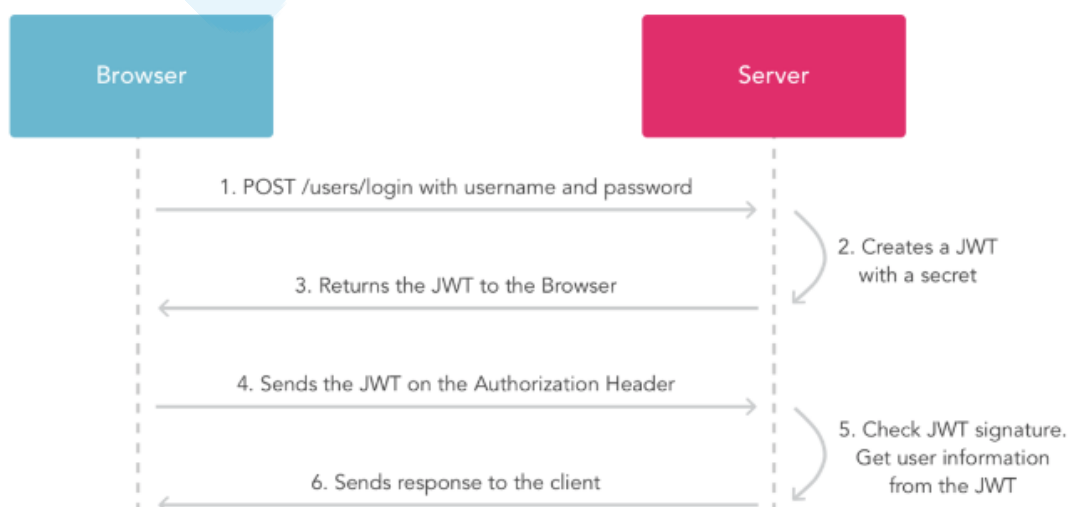 Browser
Server
1. POST /users/login with username and password
2. Creates a JWT
with a secret
3. Returns the JWT to the Browser
4. Sends the JWT on the Authorization Header
5. Check JWT signature.
Get user information
from the JWT
6. Sends response to the client